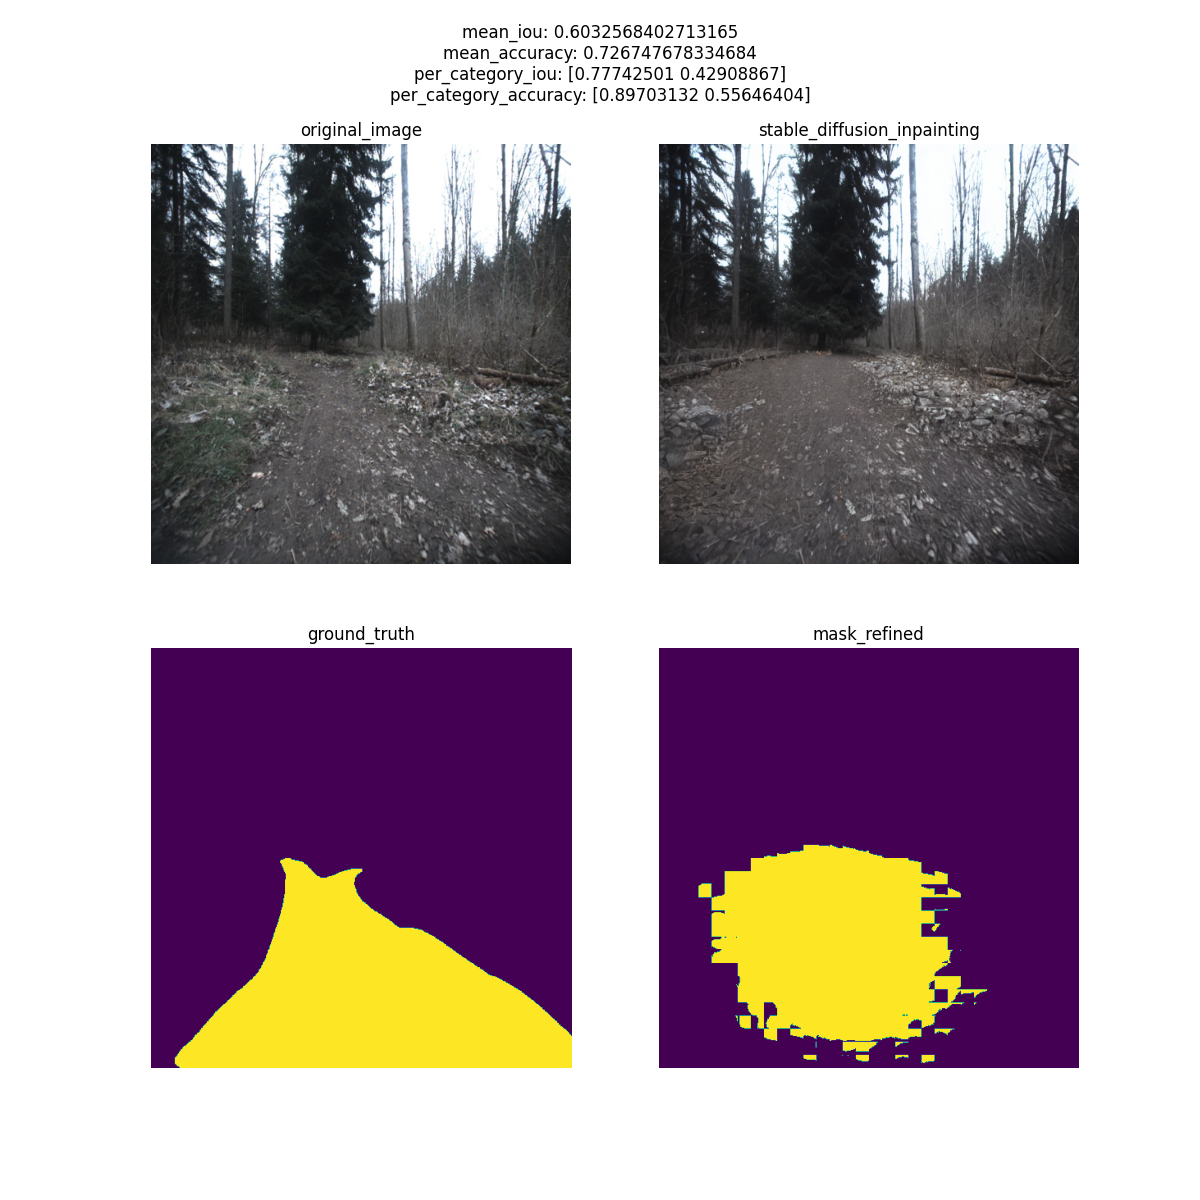 mean_iou: 0.6032568402713165
mean_accuracy: 0.726747678334684
per_category_iou: [0.77742501 0.42908867]
per_category_accuracy: [0.89703132 0.55646404]
original_image
stable_diffusion_inpainting
ground_truth
mask_refined